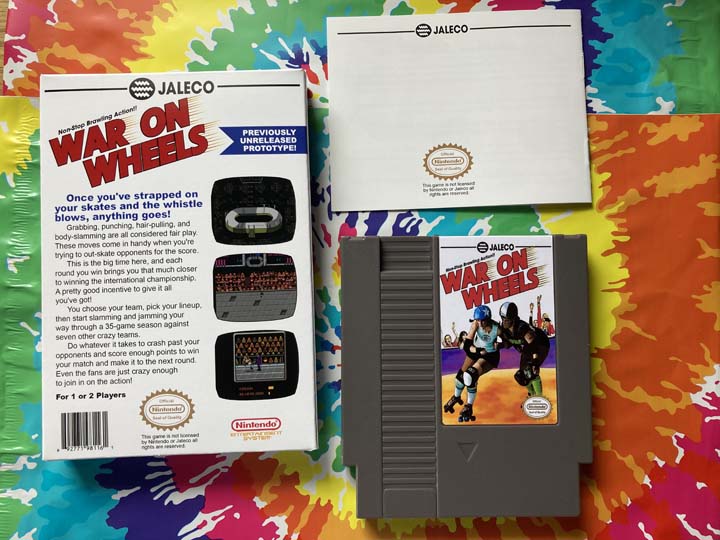 JALECO
Non-Stop Brawling Action!!
WAR ON
WHEELS
PREVIOUSLY
UNRELEASED
PROTOTYPE!
Once you've strapped on
your skates and the whistle
blows, anything goes!
Grabbing, punching, hair-pulling, and
body-slamming are all considered fair play.
These moves come in handy when you're
trying to out-skate opponents for the score.
This is the big time here, and each
round you win brings you that much closer
to winning the international championship.
A pretty good incentive to give it all
you've got!
You choose your team, pick your lineup,
then start slamming and jamming your
way through a 35-game season against
seven other crazy teams.
Do whatever it takes to crash past your
opponents and score enough points to win
your match and make it to the next round.
Even the fans are just crazy enough
to join in on the action!
For 1 or 2 Players
Official
Nintendo
Seal of Quality
This game is not licensed
by Nintendo or Jaleco all
rights are reserved.
Nintendo
ENTERTAINMENT
SYSTEM
JALECO
Official
Nintendo
Seal of Quality
This game is not licensed
by Nintendo or Jaleco all
rights are reserved.
JALECO
Non-Stop Brawling Action!!
WAR ON
WHEELS
Official
Nintendo
Seal of Quality